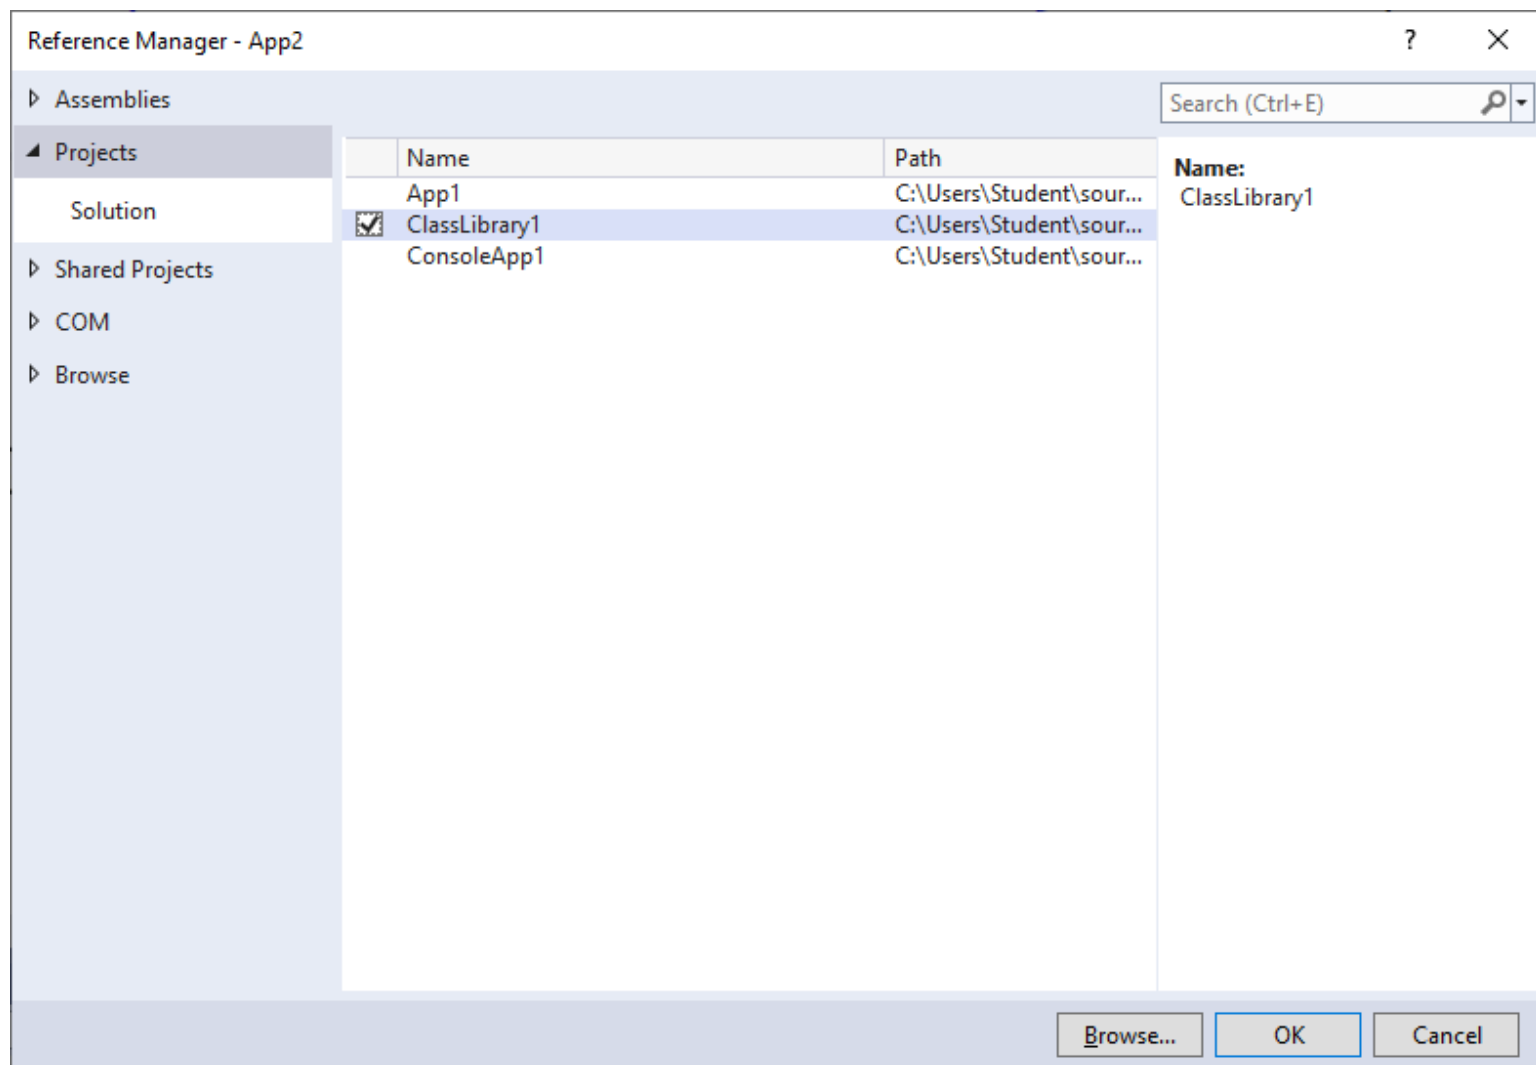 Reference Manager - App2 ?
Assemblies
Search (Ctrl+E)
Projects
Solution
Shared Projects
COM
Browse
Name Path
App1 C:\Users\Student\sour...
ClassLibrary1 C:\Users\Student\sour...
ConsoleApp1 C:\Users\Student\sour...
Name:
ClassLibrary1
Browse... OK Cancel